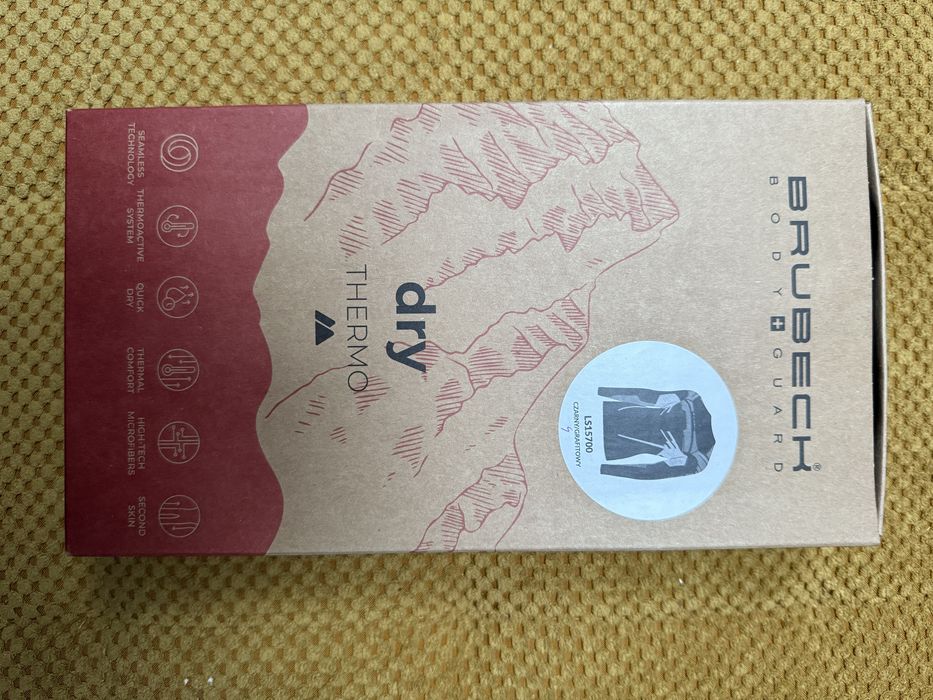 BRUBECK®
BODY GUARD
LS15700
CZARNY/GRAFITOWY
dry
THERMO
SEAMLESS
TECHNOLOGY
THERMOACTIVE
SYSTEM
QUICK
DRY
THERMAL
COMFORT
HIGH-TECH
MICROFIBERS
SECOND
SKIN